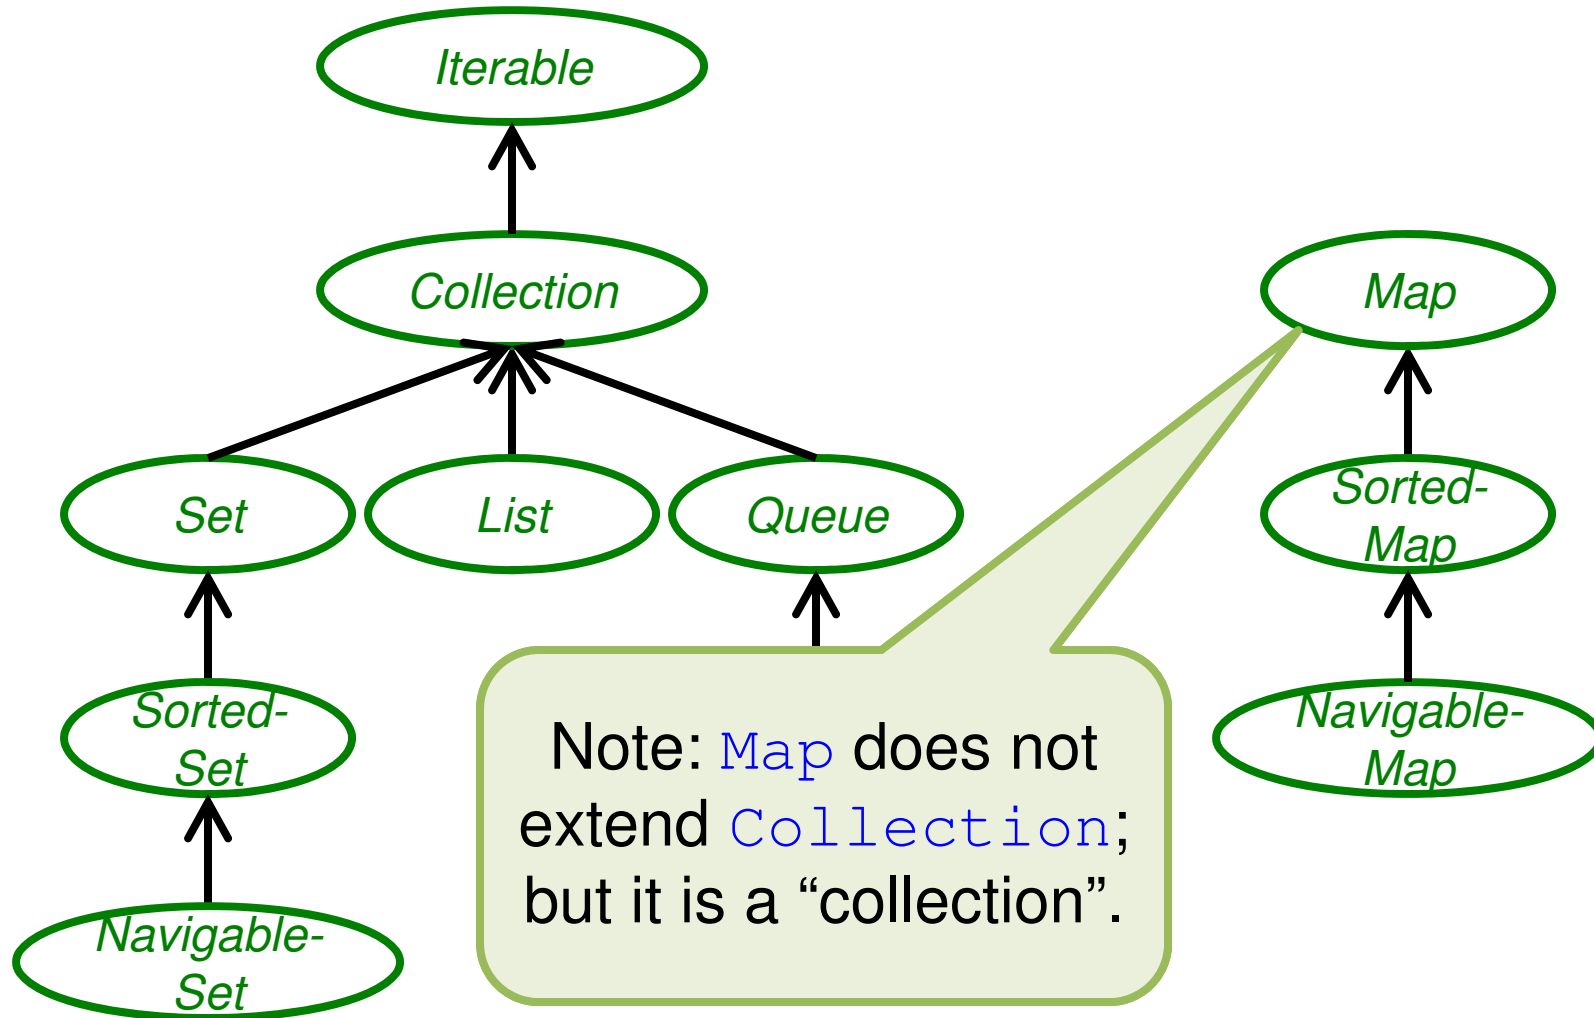 Iterable
Collection
Map
Set
List
Queue
Sorted-
Map
Sorted-
Set
Navigable-
Map
Note: Map does not
extend Collection;
but it is a “collection”.
Navigable-
Set